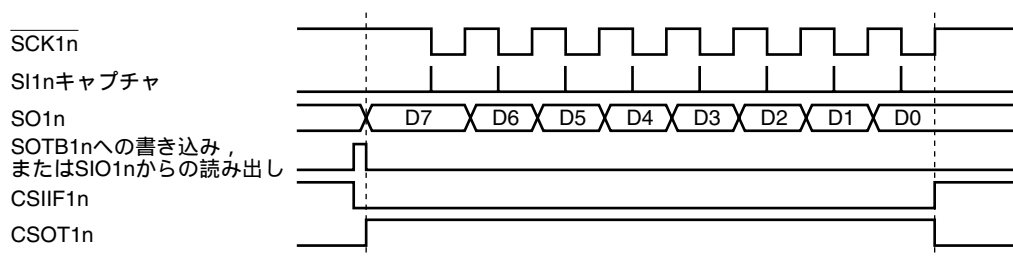 SCK1n
SI1nキャプチャ
SO1n
D7 D6 D5 D4 D3 D2 D1 D0
SOTB1nへの書き込み，
またはSIO1nからの読み出し
CSIIF1n
CSOT1n